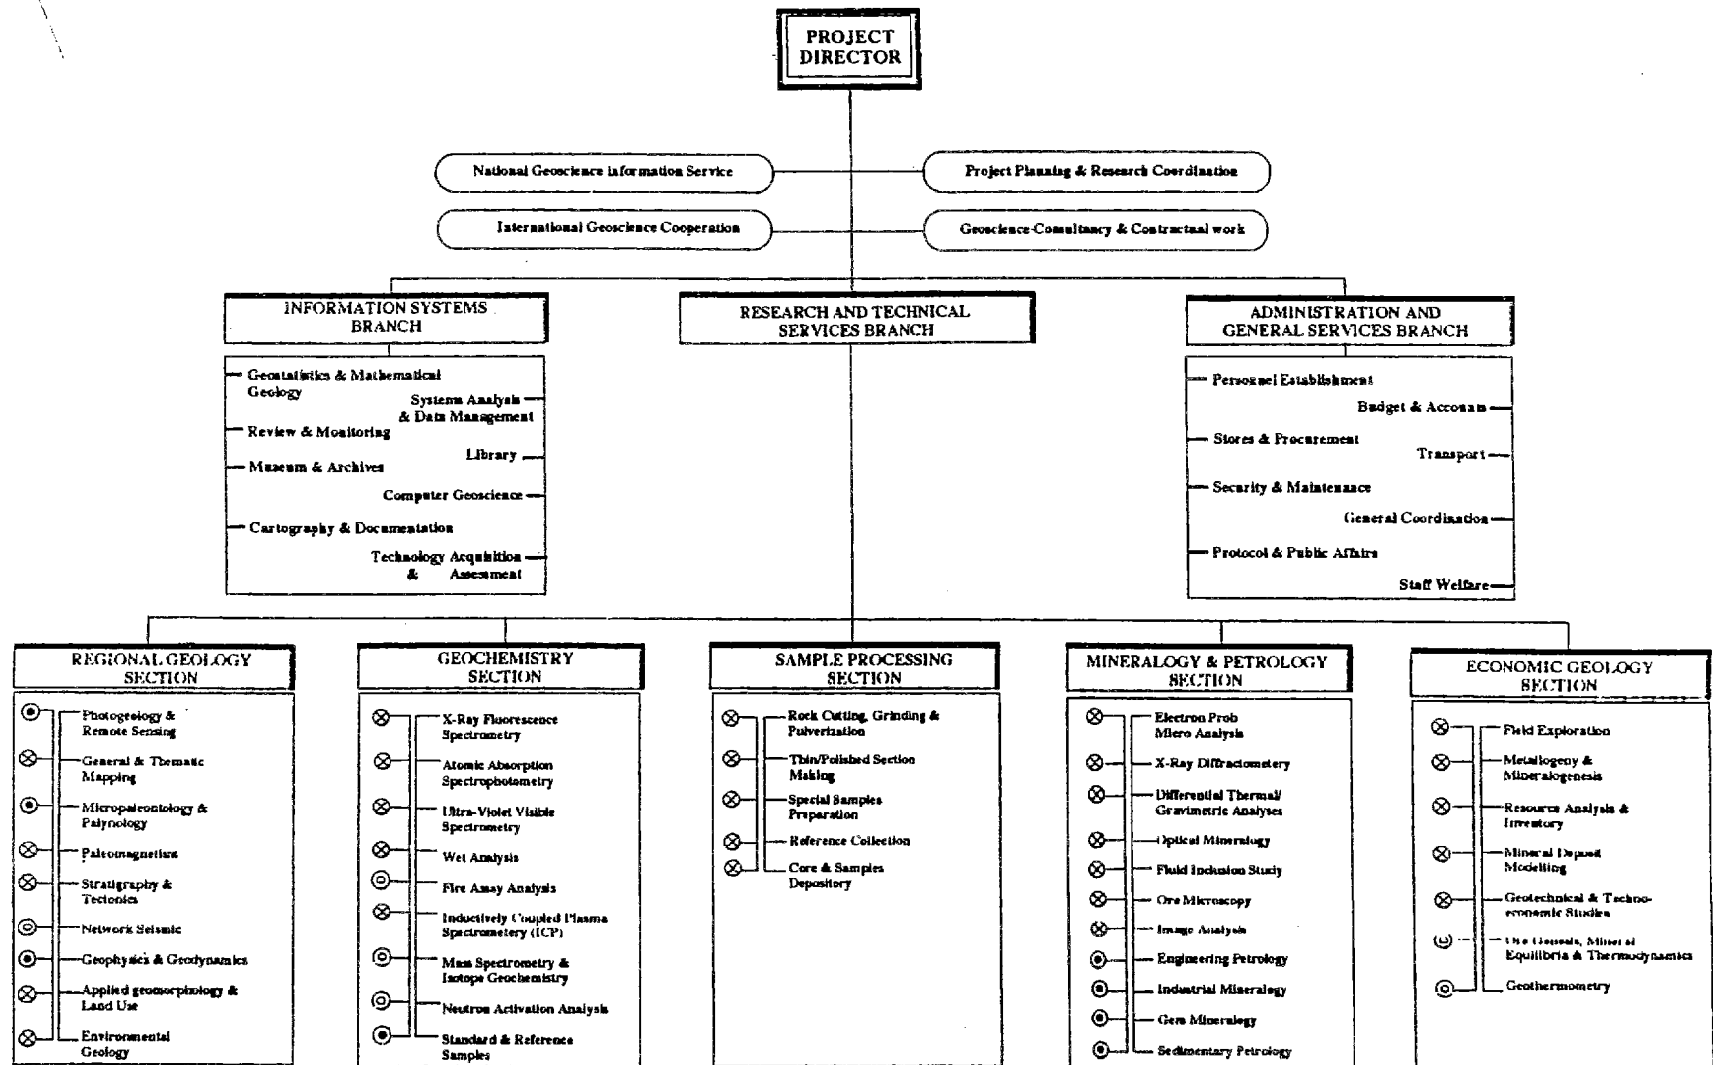 PROJECT
DIRECTOR
National Geoscience Information Service
Project Planning & Research Coordination
International Geoscience Cooperation
Geoscience-Consultancy & Contractual work
INFORMATION SYSTEMS
BRANCH
RESEARCH AND TECHNICAL
SERVICES BRANCH
ADMINISTRATION AND
GENERAL SERVICES BRANCH
Geostatistics & Mathematical
Geology
Systems Analysis
& Data Management
Review & Monitoring
Library
Museum & Archives
Computer Geoscience
Cartography & Documentation
Technology Acquisition
& Assessment
Personnel Establishment
Budget & Accounts
Stores & Procurement
Transport
Security & Maintenance
General Coordination
Protocol & Public Affairs
Staff Welfare
REGIONAL GEOLOGY
SECTION
Photogeology &
Remote Sensing
General & Thematic
Mapping
Micropaleontology &
Palynology
Paleomagnetism
Stratigraphy &
Tectonics
Network Seismic
Geophysics & Geodynamics
Applied geomorphology &
Land Use
Environmental
Geology
GEOCHEMISTRY
SECTION
X-Ray Fluorescence
Spectrometry
Atomic Absorption
Spectrophotometry
Ultra-Violet Visible
Spectrometry
Wet Analysis
Fire Assay Analysis
Inductively Coupled Plasma
Spectrometery (ICP)
Mass Spectrometry &
Isotope Geochemistry
Neutron Activation Analysis
Standard & Reference
Samples
SAMPLE PROCESSING
SECTION
Rock Cutting, Grinding &
Pulverization
Thin/Polished Section
Making
Special Samples
Preparation
Reference Collection
Core & Samples
Depository
MINERALOGY & PETROLOGY
SECTION
Electron Prob
Micro Analysis
X-Ray Diffractometery
Differential Thermal/
Gravimetric Analyses
Optical Mineralogy
Fluid Inclusion Study
Ore Microscopy
Image Analysis
Engineering Petrology
Industrial Mineralogy
Gem Mineralogy
Sedimentary Petrology
ECONOMIC GEOLOGY
SECTION
Field Exploration
Metallogeny &
Mineralogenesis
Resource Analysis &
Inventory
Mineral Deposit
Modelling
Geotechnical & Techno-
economic Studies
Ore Genesis, Mineral
Equilibria & Thermodynamics
Geothermometry